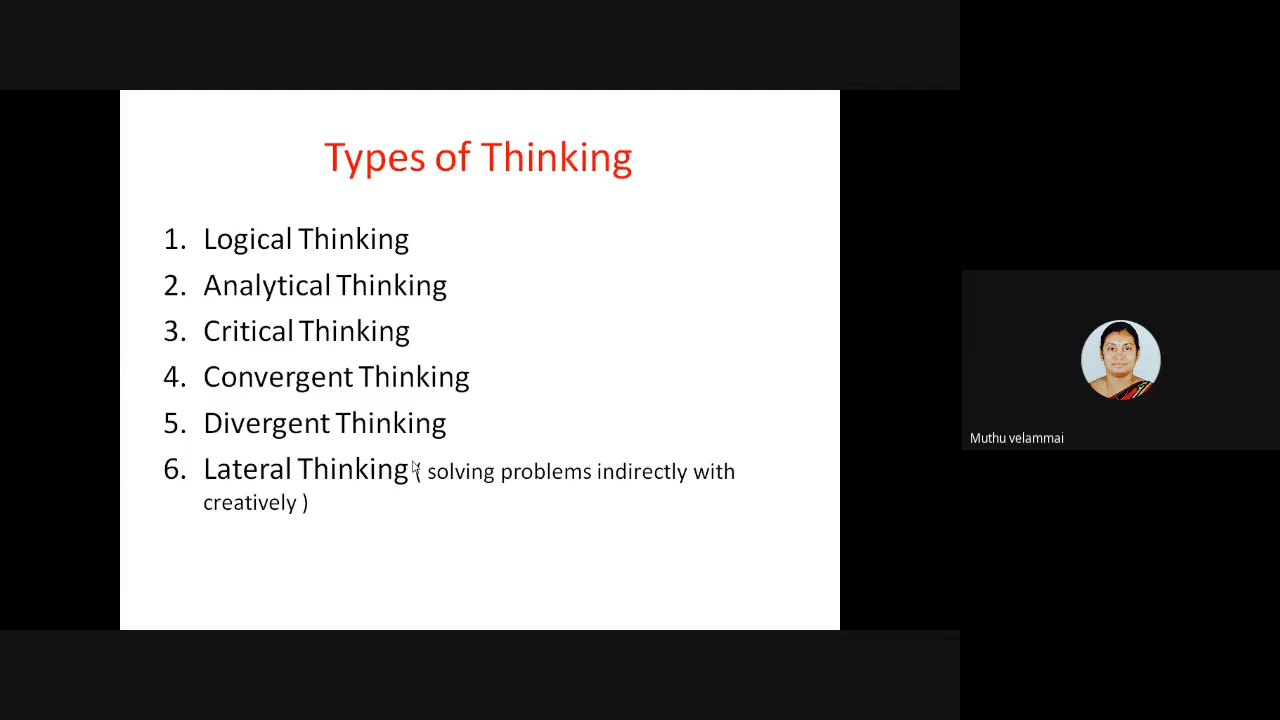 Types of Thinking
1. Logical Thinking
2. Analytical Thinking
3. Critical Thinking
4. Convergent Thinking
5. Divergent Thinking
6. Lateral Thinking ( solving problems indirectly with
creatively )
Muthu velammai